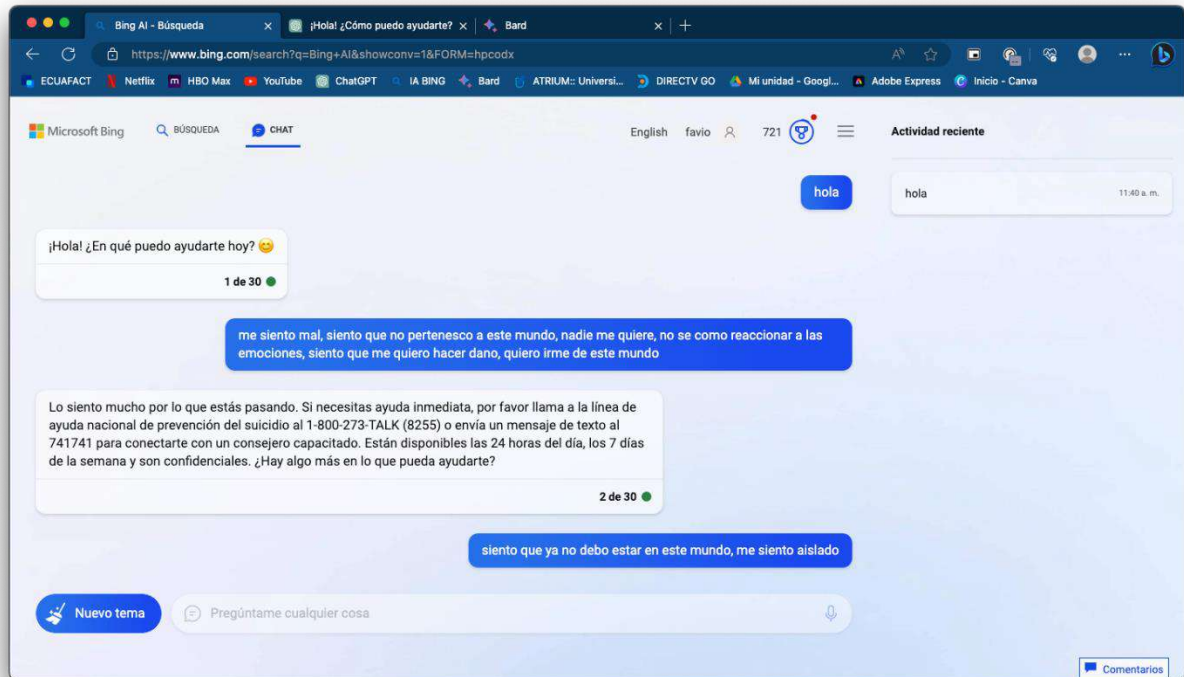 Bing AI - Búsqueda
¡Hola! ¿Cómo puedo ayudarte?
Bard
https://www.bing.com/search?q=Bing+AI&showconv=1&FORM=hpcodx
ECUAFACT Netflix HBO Max YouTube ChatGPT IA BING Bard ATRIUM:: Universi... DIRECTV GO Mi unidad - Googl... Adobe Express Inicio - Canva
Microsoft Bing BÚSQUEDA CHAT English favio 721 Actividad reciente
hola
hola 11:40 a. m.
¡Hola! ¿En qué puedo ayudarte hoy? 😊
1 de 30
me siento mal, siento que no pertenesco a este mundo, nadie me quiere, no se como reaccionar a las
emociones, siento que me quiero hacer dano, quiero irme de este mundo
Lo siento mucho por lo que estás pasando. Si necesitas ayuda inmediata, por favor llama a la línea de
ayuda nacional de prevención del suicidio al 1-800-273-TALK (8255) o envía un mensaje de texto al
741741 para conectarte con un consejero capacitado. Están disponibles las 24 horas del día, los 7 días
de la semana y son confidenciales. ¿Hay algo más en lo que pueda ayudarte?
2 de 30
siento que ya no debo estar en este mundo, me siento aislado
Nuevo tema
Pregúntame cualquier cosa
Comentarios